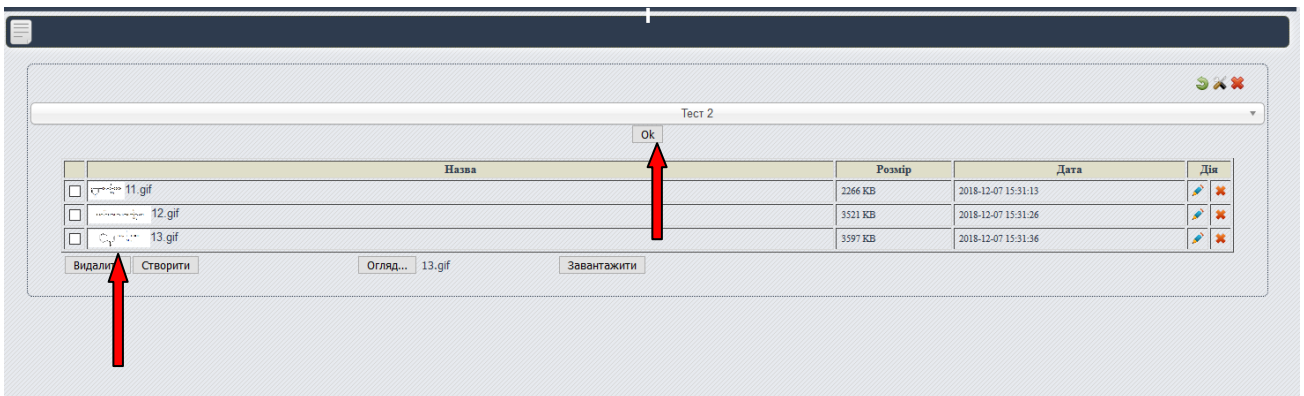 Тест 2
Ok
Назва Розмір Дата Дія
11.gif 2266 KB 2018-12-07 15:31:13
12.gif 3521 KB 2018-12-07 15:31:26
13.gif 3597 KB 2018-12-07 15:31:36
Створити Огляд... 13.gif Завантажити